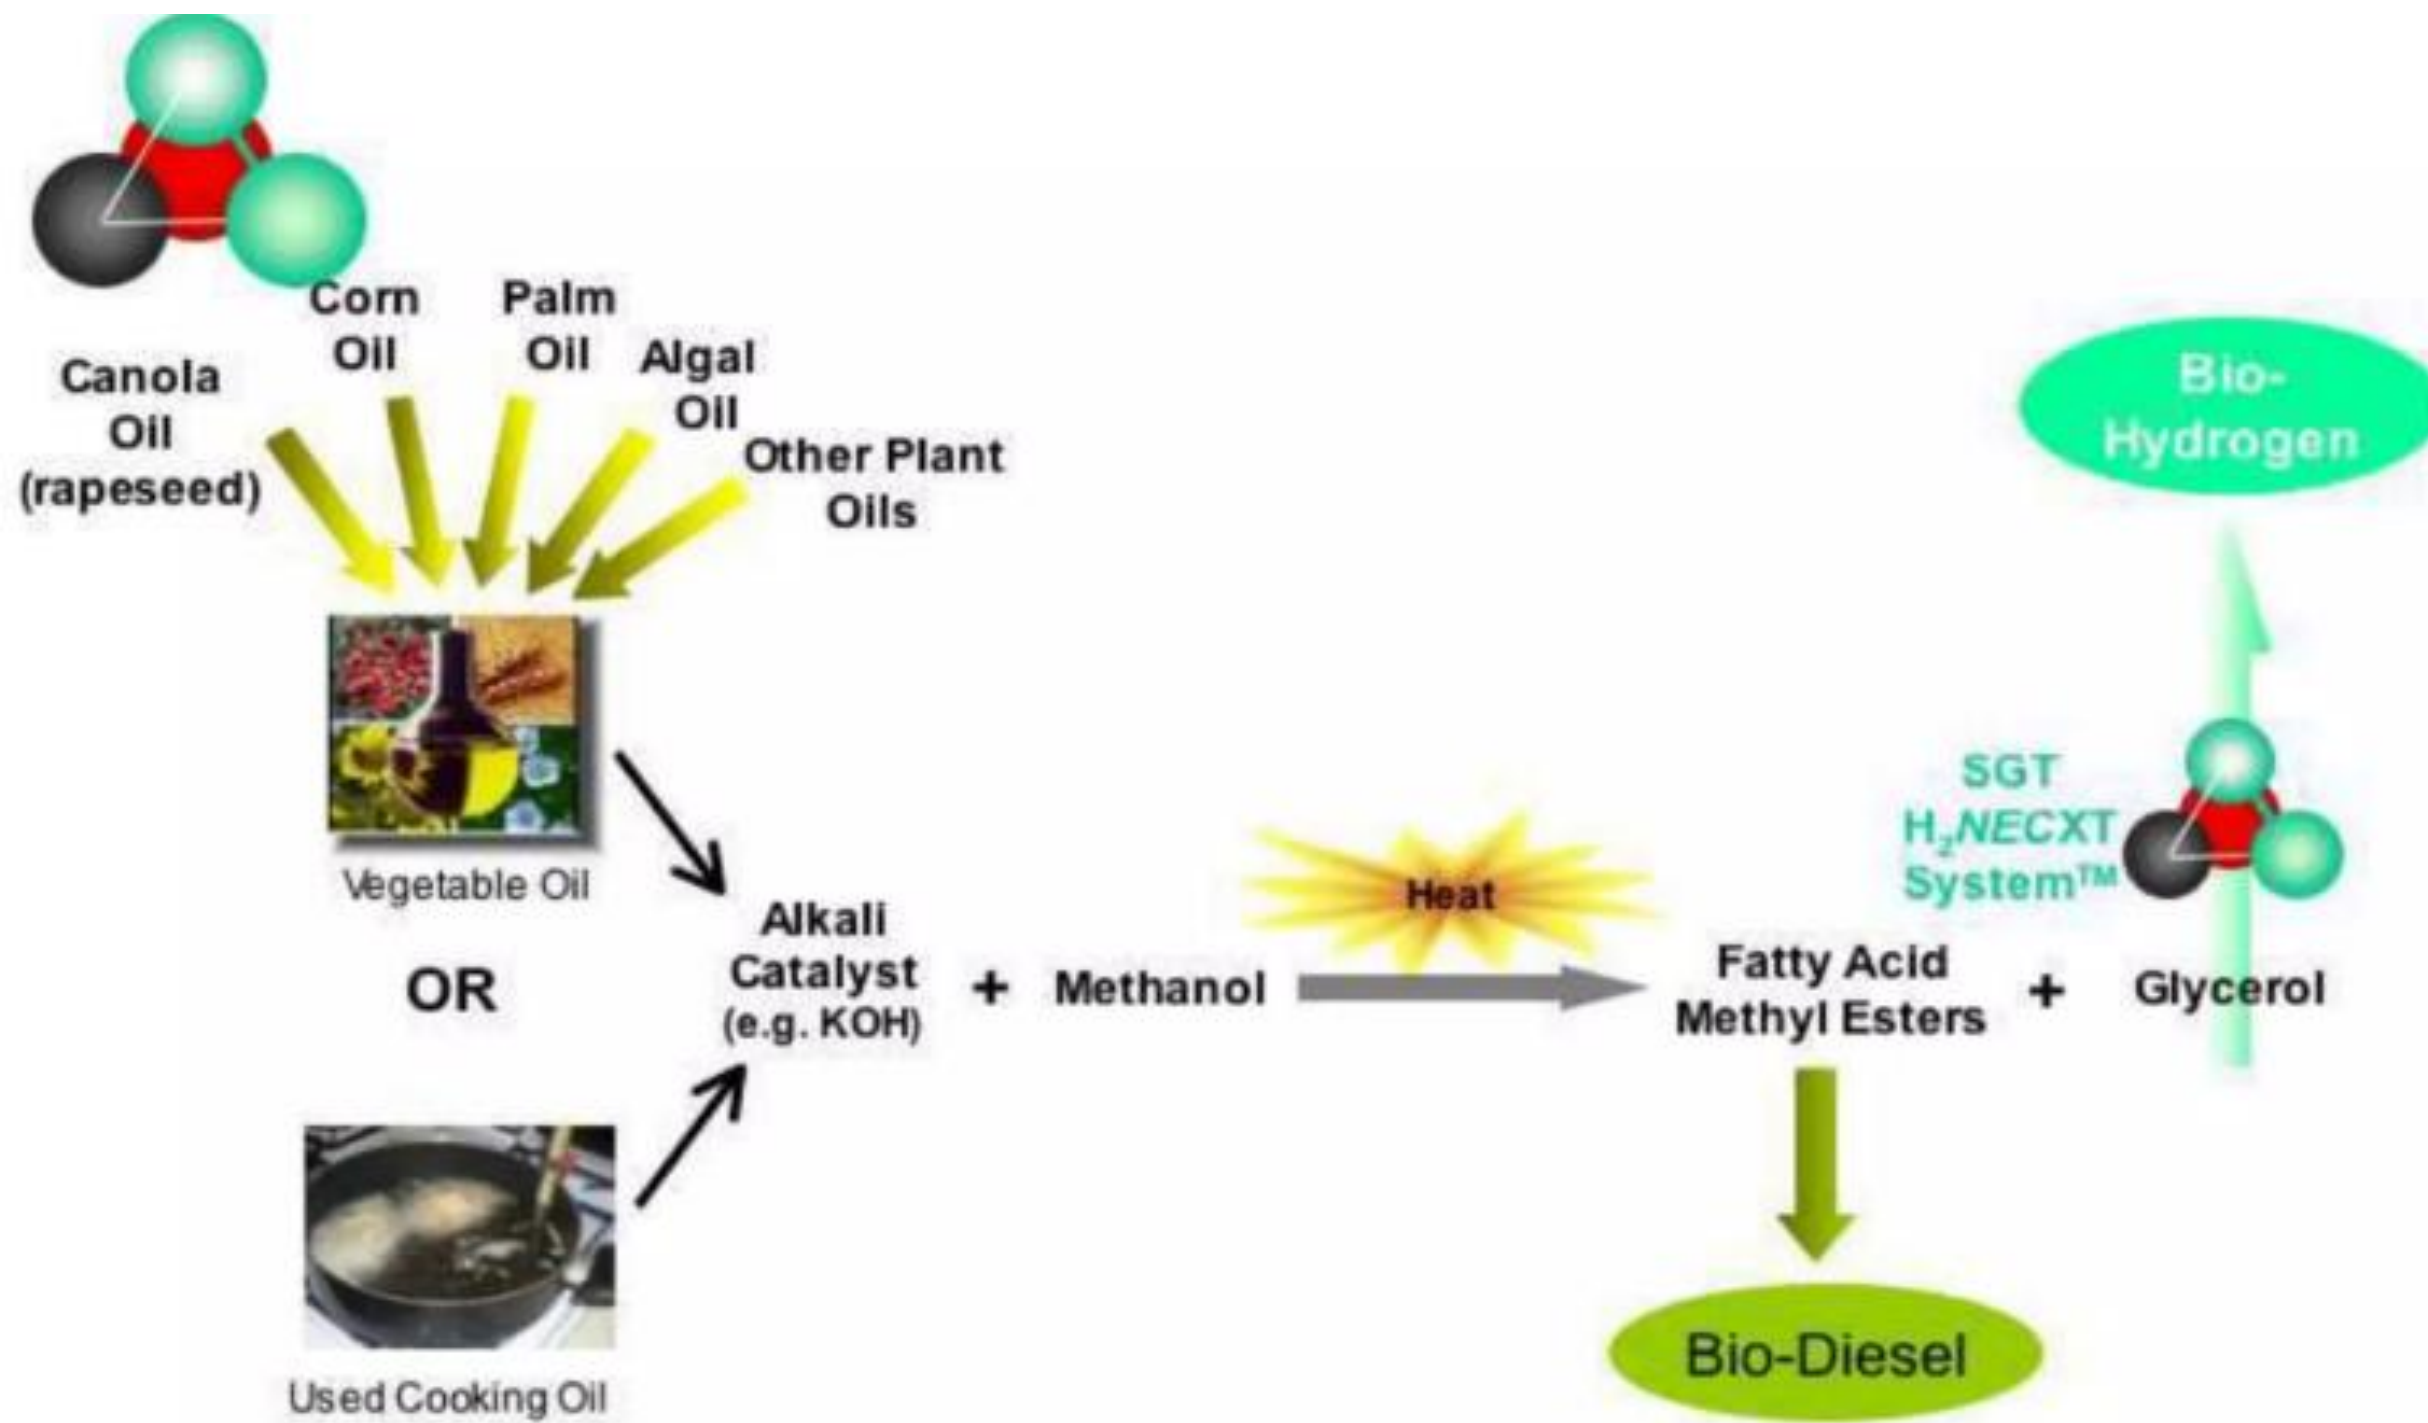 Corn
Oil
Palm
Oil
Algal
Oil
Canola
Oil
(rapeseed)
Other Plant
Oils
Bio-
Hydrogen
Vegetable Oil
SGT
H₂NECXT
System™
Heat
OR
Alkali
Catalyst
(e.g. KOH)
+
Methanol
Fatty Acid
Methyl Esters
+
Glycerol
Used Cooking Oil
Bio-Diesel